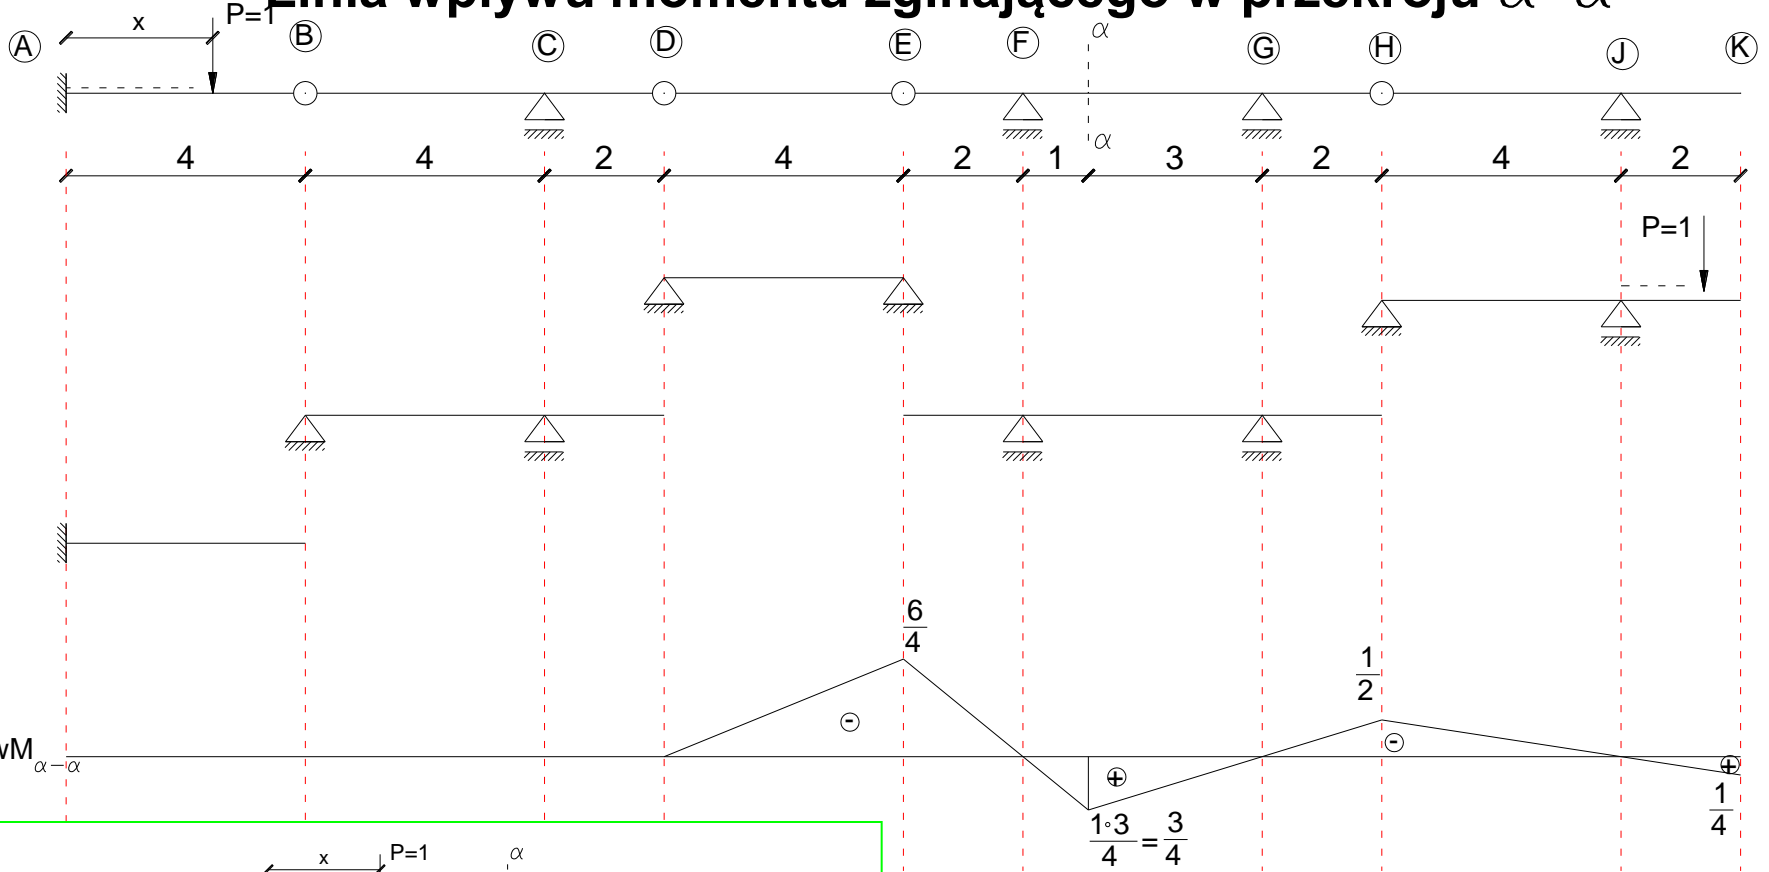 Linia wpływu momentu zginającego w przekroju α-α
x P=1
A B C D E F α G H J K
α
4 4 2 4 2 1 3 2 4 2
P=1
6/4
1/2
-
-
wM α-α
+
+
1∘3/4 = 3/4
1/4
x P=1 α